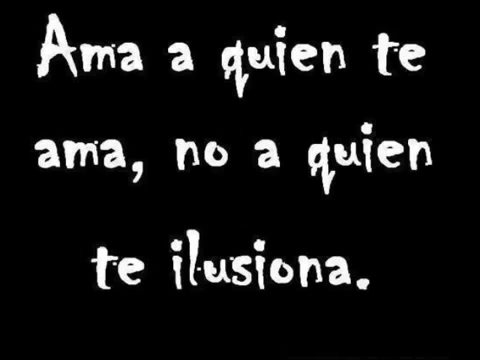 Ama a quien te
ama, no a quien
te ilusiona.